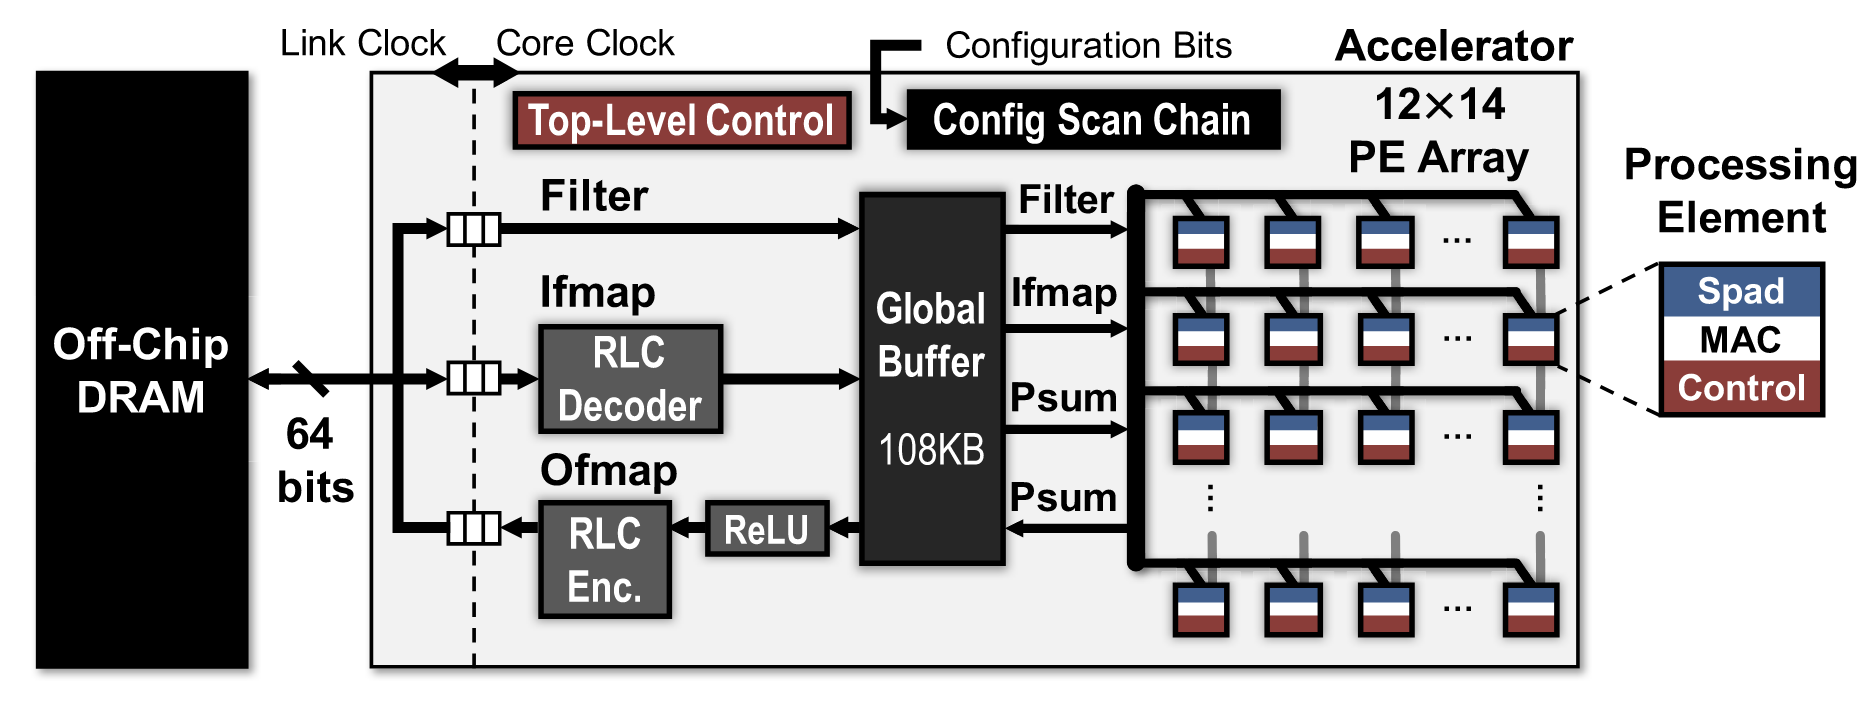 Link Clock
Core Clock
Configuration Bits
Accelerator
Top-Level Control
Config Scan Chain
12×14
PE Array
Processing
Element
Off-Chip
DRAM
64
bits
Filter
Ifmap
RLC
Decoder
Ofmap
RLC
Enc.
ReLU
Global
Buffer
108KB
Filter
Ifmap
Psum
Psum
...
...
...
...
...
...
Spad
MAC
Control